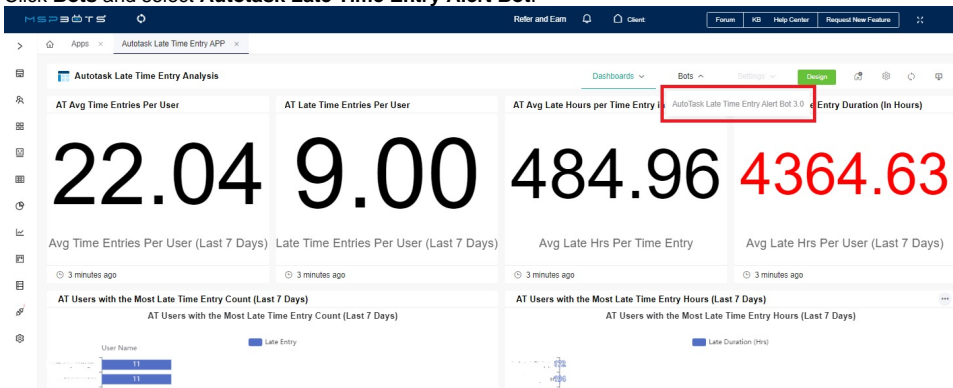 Click Bots and select Autotask Late Time Entry Alert Bot.
MSPBOTS
Refer and Earn
Client
Forum
KB
Help Center
Request New Feature
Apps ×
Autotask Late Time Entry APP ×
Autotask Late Time Entry Analysis
Dashboards
Bots
Settings
Design
AutoTask Late Time Entry Alert Bot 3.0
AT Avg Time Entries Per User
22.04
Avg Time Entries Per User (Last 7 Days)
3 minutes ago
AT Late Time Entries Per User
9.00
Late Time Entries Per User (Last 7 Days)
3 minutes ago
AT Avg Late Hours per Time Entry in
484.96
Avg Late Hrs Per Time Entry
3 minutes ago
e Entry Duration (In Hours)
4364.63
Avg Late Hrs Per User (Last 7 Days)
3 minutes ago
AT Users with the Most Late Time Entry Count (Last 7 Days)
AT Users with the Most Late Time Entry Count (Last 7 Days)
Late Entry
User Name
11
11
AT Users with the Most Late Time Entry Hours (Last 7 Days)
AT Users with the Most Late Time Entry Hours (Last 7 Days)
Late Duration (Hrs)